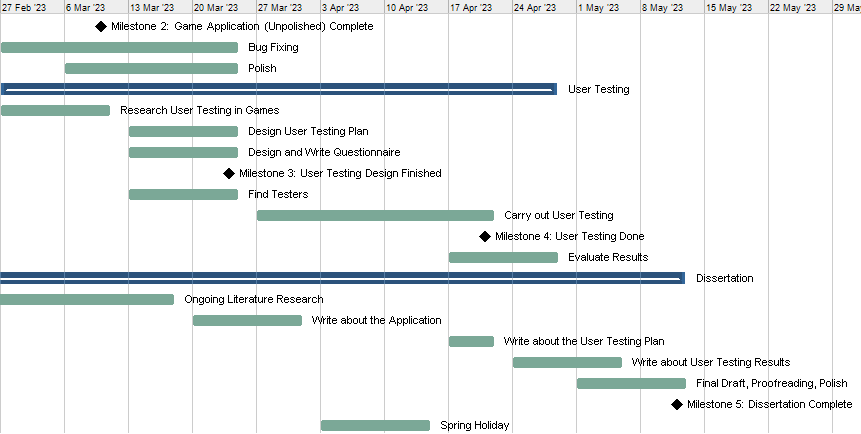 27 Feb '23 6 Mar '23 13 Mar '23 20 Mar '23 27 Mar '23 3 Apr '23 10 Apr '23 17 Apr '23 24 Apr '23 1 May '23 8 May '23 15 May '23 22 May '23 29 May
Milestone 2: Game Application (Unpolished) Complete
Bug Fixing
Polish
User Testing
Research User Testing in Games
Design User Testing Plan
Design and Write Questionnaire
Milestone 3: User Testing Design Finished
Find Testers
Carry out User Testing
Milestone 4: User Testing Done
Evaluate Results
Dissertation
Ongoing Literature Research
Write about the Application
Write about the User Testing Plan
Write about User Testing Results
Final Draft, Proofreading, Polish
Milestone 5: Dissertation Complete
Spring Holiday